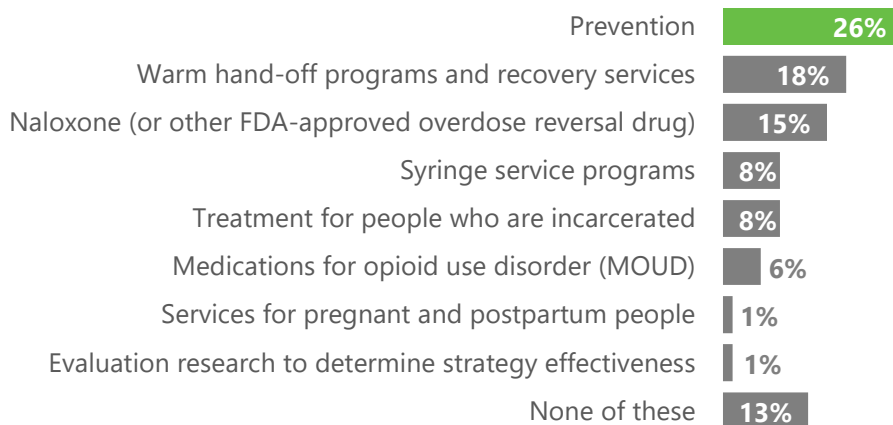 Prevention 26%
Warm hand-off programs and recovery services 18%
Naloxone (or other FDA-approved overdose reversal drug) 15%
Syringe service programs 8%
Treatment for people who are incarcerated 8%
Medications for opioid use disorder (MOUD) 6%
Services for pregnant and postpartum people 1%
Evaluation research to determine strategy effectiveness 1%
None of these 13%